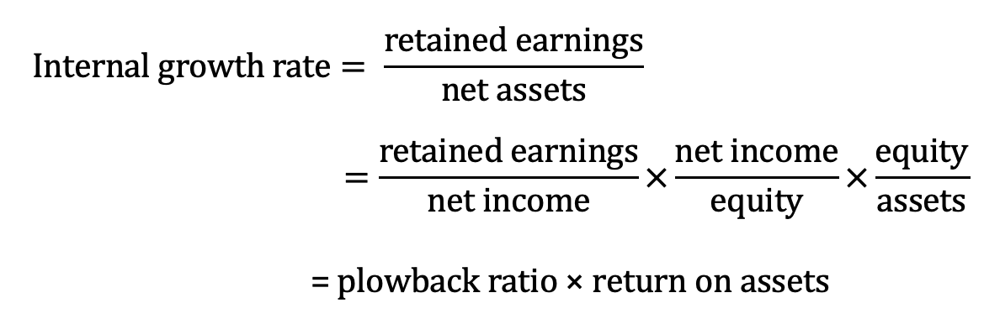 Internal growth rate = retained earnings / net assets
= retained earnings / net income × net income / equity × equity / assets
= plowback ratio × return on assets